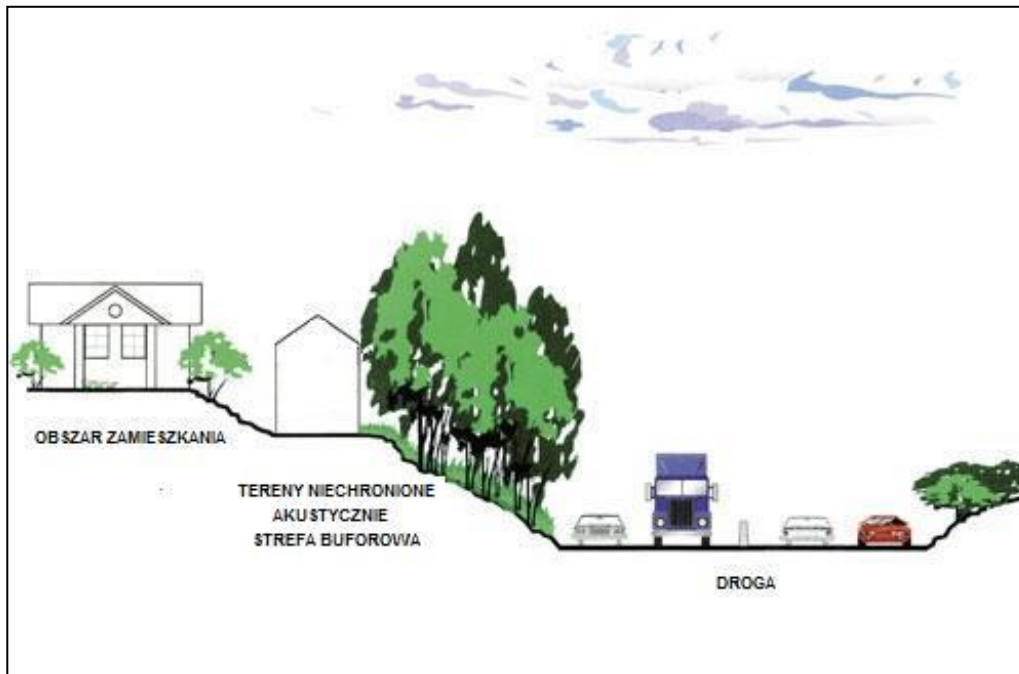 OBSZAR ZAMIESZKANIA
TERENY NIECHRONIONE
AKUSTYCZNIE
STREFA BUFOROWA
DROGA